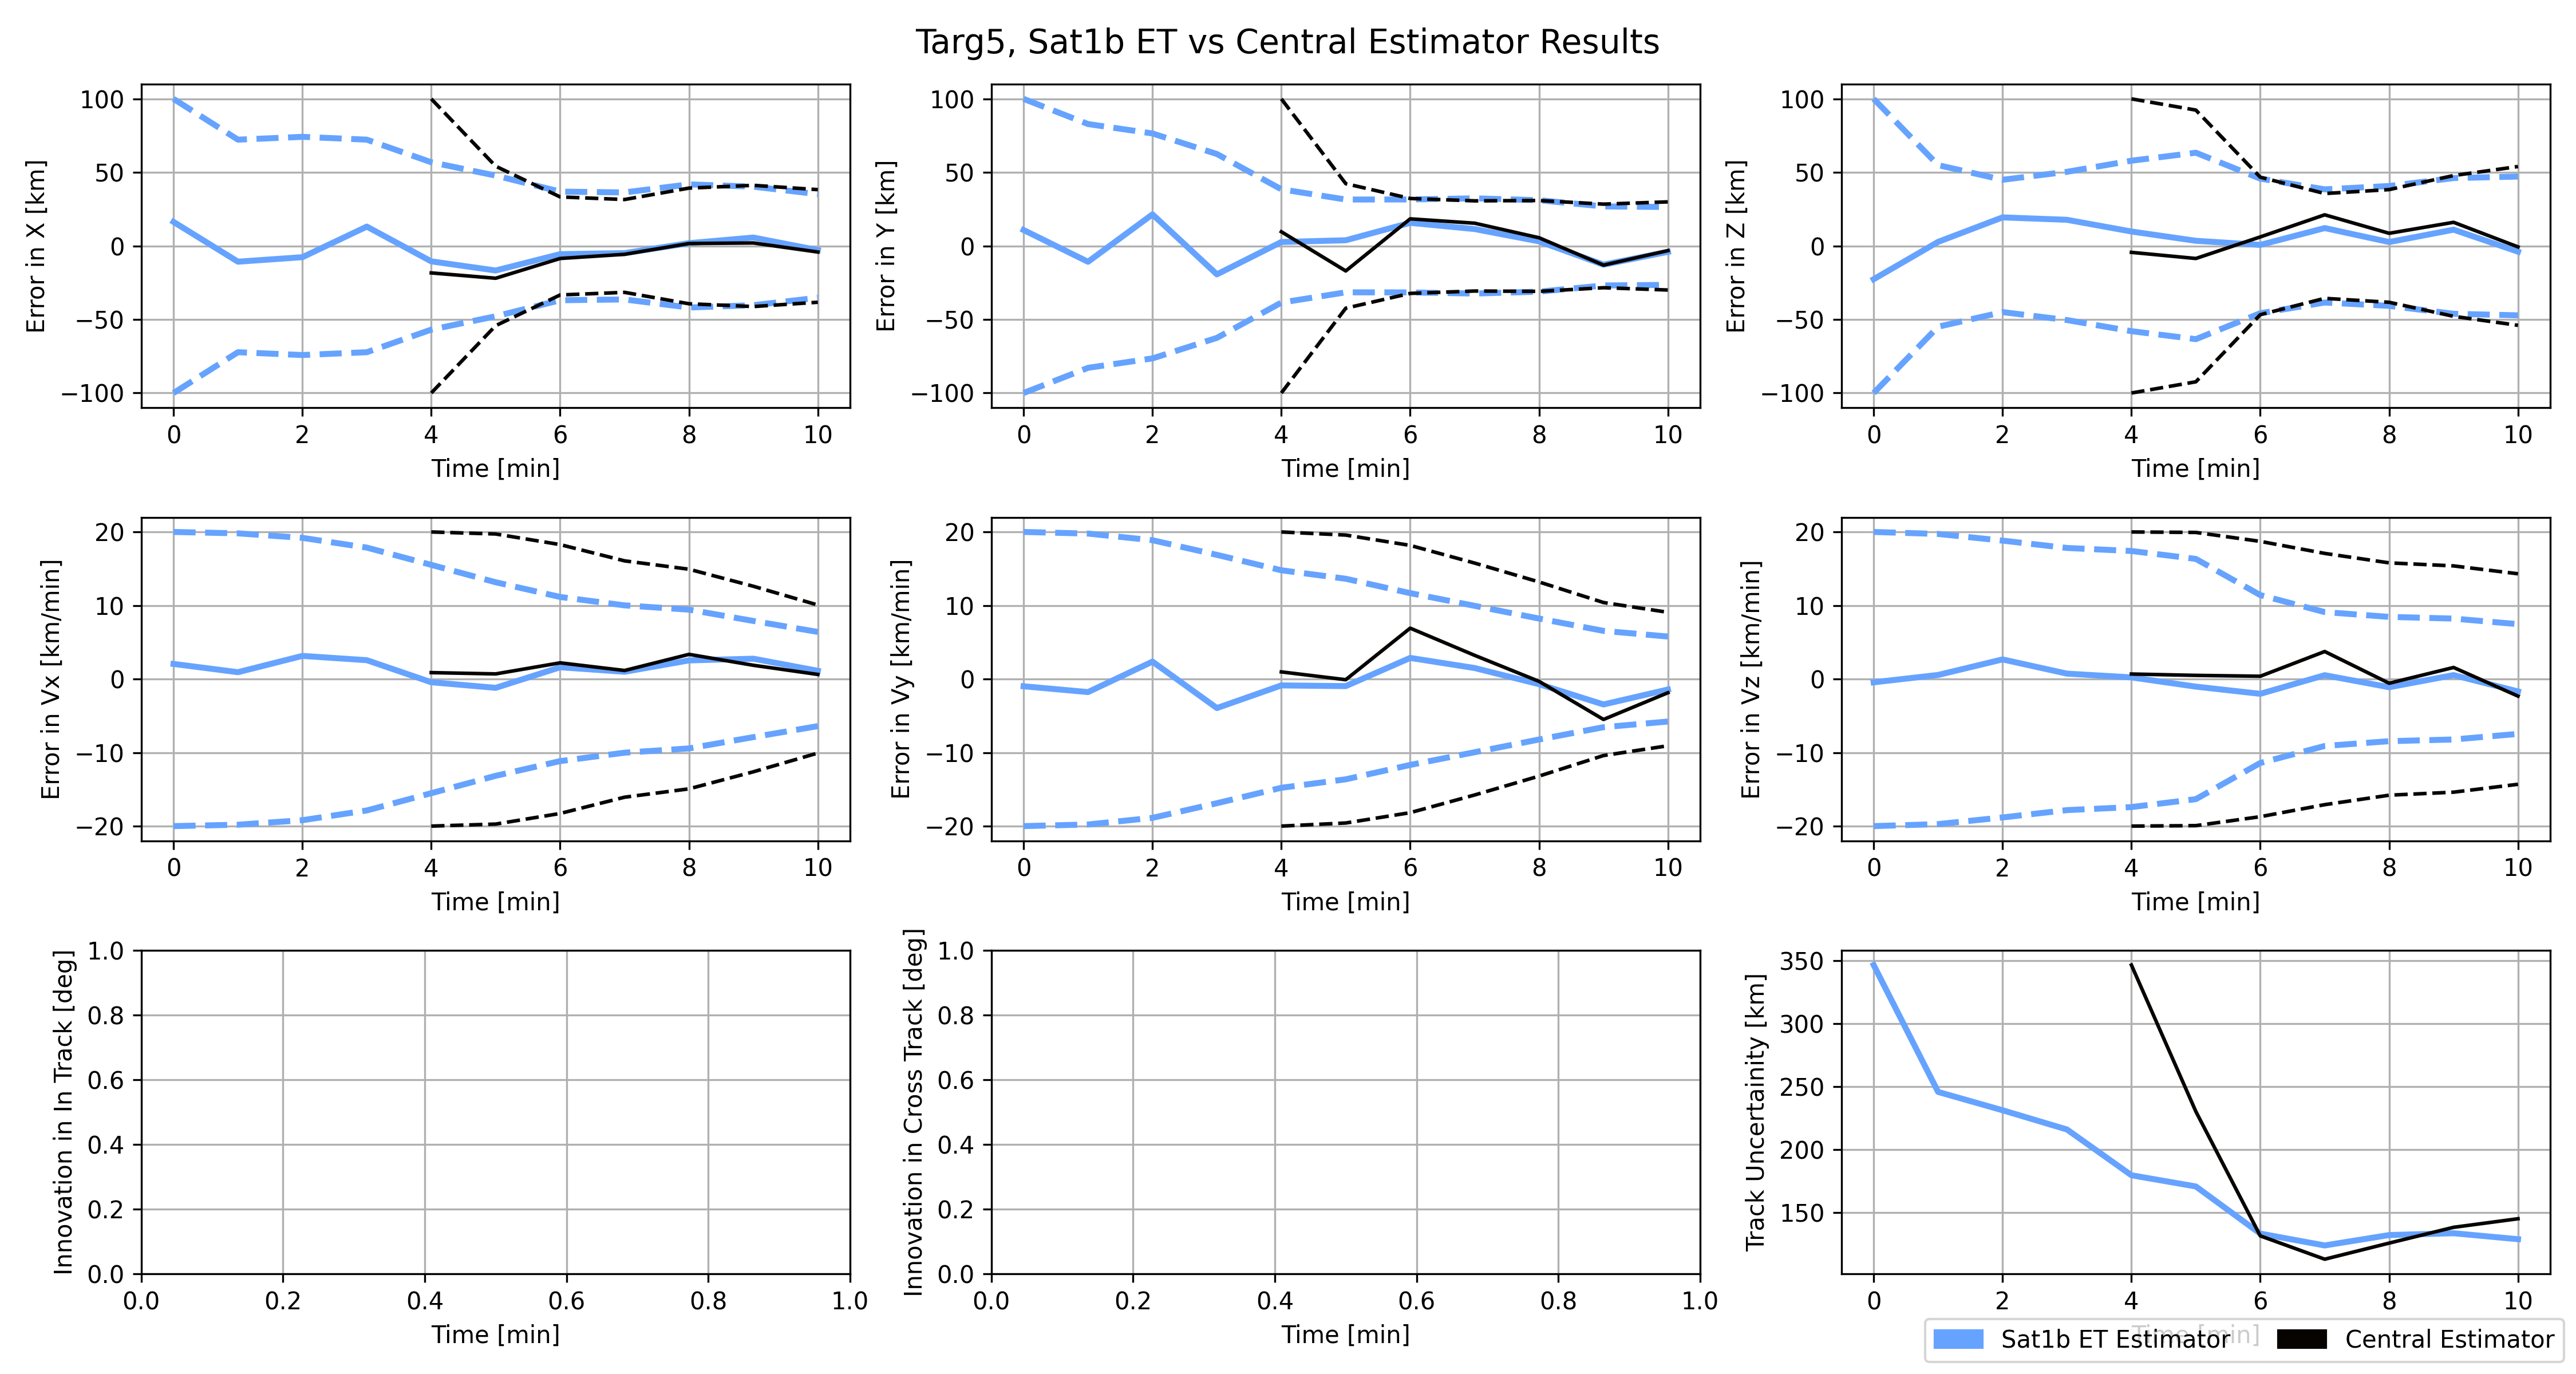 Targ5, Sat1b ET vs Central Estimator Results
Error in X [km]
100
50
0
−50
−100
0 2 4 6 8 10
Time [min]
Error in Y [km]
100
50
0
−50
−100
0 2 4 6 8 10
Time [min]
Error in Z [km]
100
50
0
−50
−100
0 2 4 6 8 10
Time [min]
Error in Vx [km/min]
20
10
0
−10
−20
0 2 4 6 8 10
Time [min]
Error in Vy [km/min]
20
10
0
−10
−20
0 2 4 6 8 10
Time [min]
Error in Vz [km/min]
20
10
0
−10
−20
0 2 4 6 8 10
Time [min]
Innovation in In Track [deg]
1.0
0.8
0.6
0.4
0.2
0.0
0.0 0.2 0.4 0.6 0.8 1.0
Time [min]
Innovation in Cross Track [deg]
1.0
0.8
0.6
0.4
0.2
0.0
0.0 0.2 0.4 0.6 0.8 1.0
Time [min]
Track Uncertainity [km]
350
300
250
200
150
0 2 4 6 8 10
Time [min]
Sat1b ET Estimator
Central Estimator